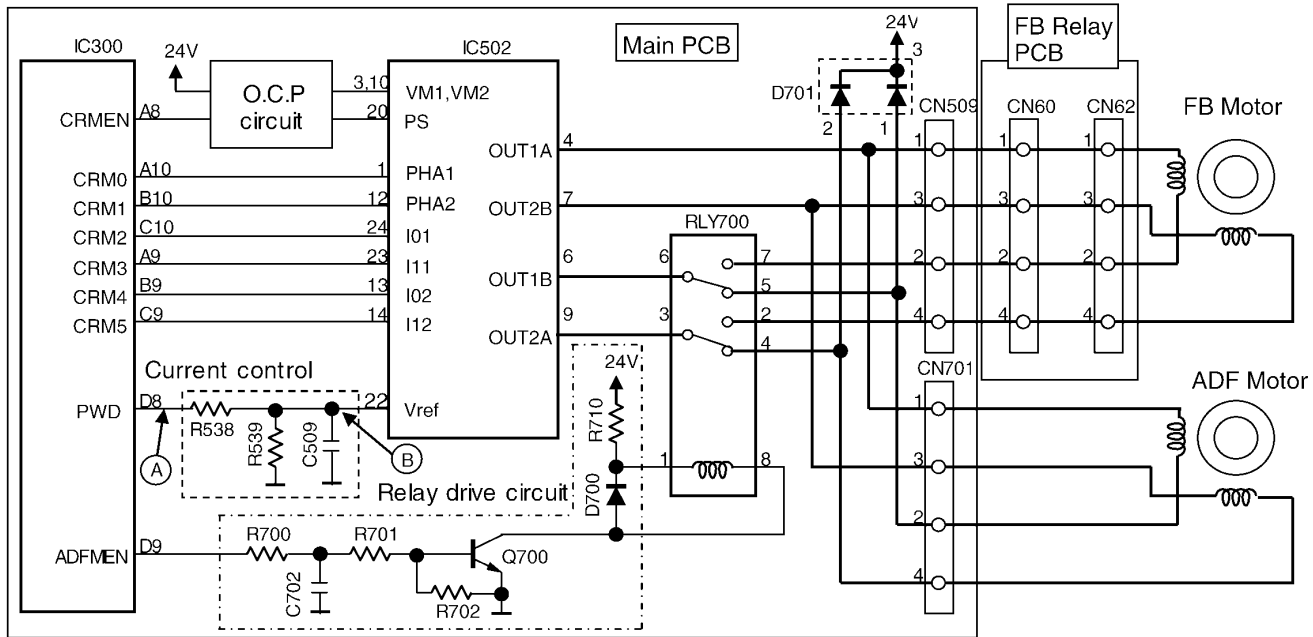 IC300
24V
O.C.P
circuit
IC502
Main PCB
24V
3
FB Relay
PCB
CRMEN
A8
3,10
20
VM1,VM2
PS
D701
2
1
CN509
CN60
CN62
FB Motor
CRM0
A10
1
PHA1
OUT1A
4
1
1
1
CRM1
B10
12
PHA2
OUT2B
7
3
3
3
CRM2
C10
24
I01
RLY700
CRM3
A9
23
I11
OUT1B
6
6
7
5
2
2
2
CRM4
B9
13
I02
CRM5
C9
14
I12
OUT2A
9
3
2
4
4
4
4
Current control
PWD
D8
R538
R539
C509
22
Vref
A
B
24V
R710
1
8
D700
CN701
1
3
2
4
ADF Motor
Relay drive circuit
ADFMEN
D9
R700
C702
R701
R702
Q700